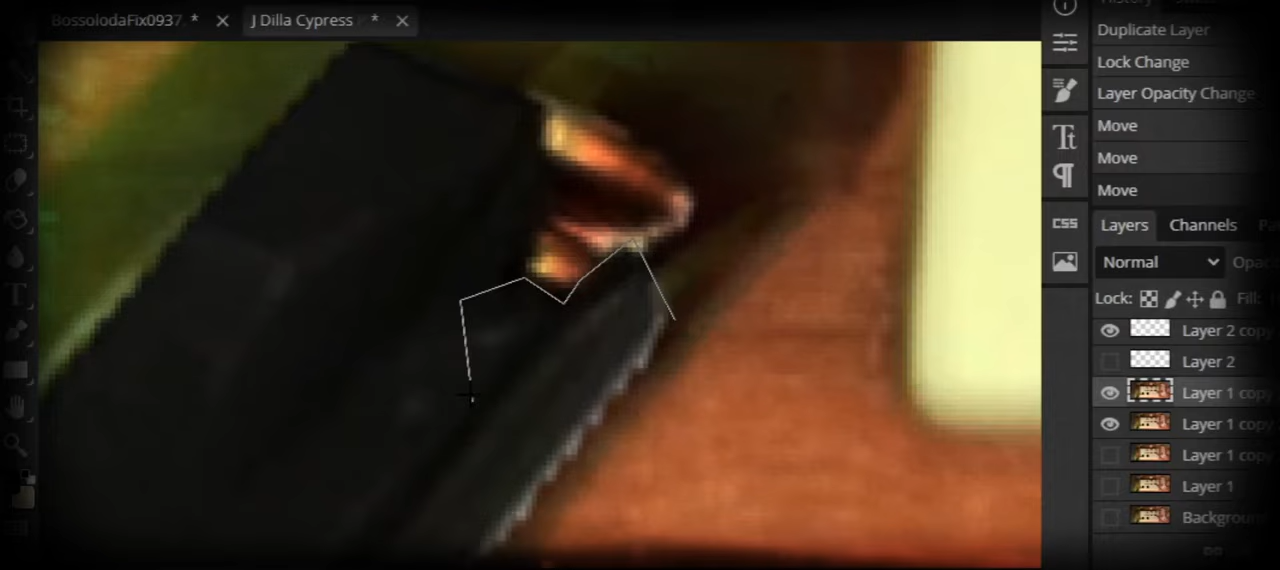 BossolodaFix0937. * ✕ J Dilla Cypress * ✕
Duplicate Layer
Lock Change
Layer Opacity Change
Move
Move
Move
CSS
Layers Channels
Normal
Lock: Fill:
Layer 2 copy
Layer 2
Layer 1 copy
Layer 1 copy
Layer 1 copy
Layer 1
Background